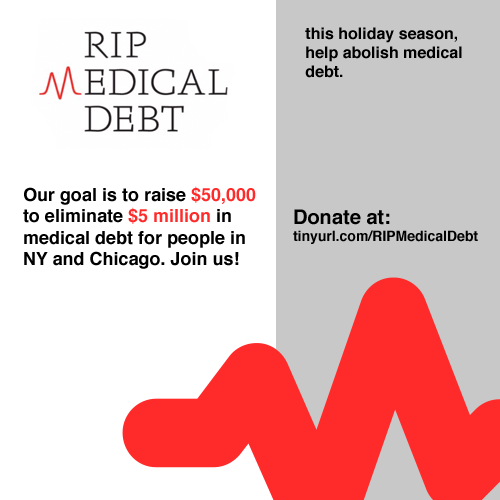 RIP
MEDICAL
DEBT
this holiday season,
help abolish medical
debt.
Our goal is to raise $50,000
to eliminate $5 million in
medical debt for people in
NY and Chicago. Join us!
Donate at:
tinyurl.com/RIPMedicalDebt